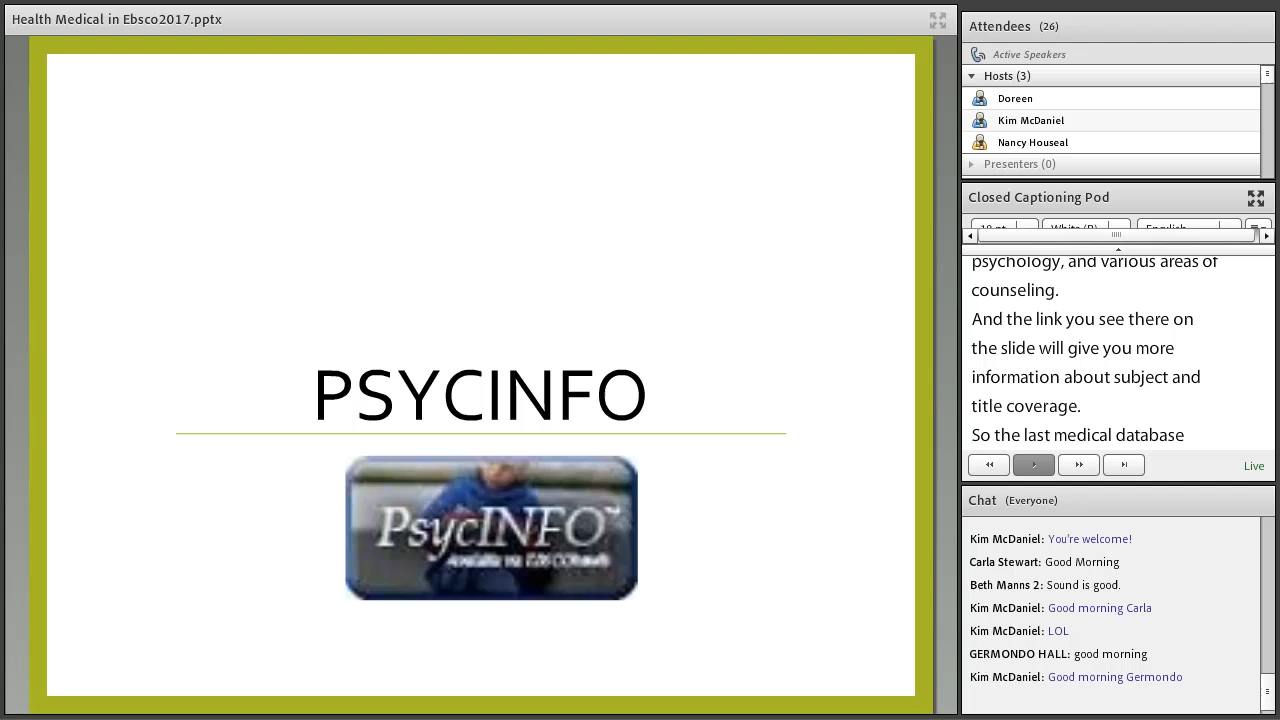 Health Medical in Ebsco2017.pptx
PSYCINFO
PsycINFO™
Attendees (26)
Active Speakers
Hosts (3)
Doreen
Kim McDaniel
Nancy Houseal
Presenters (0)
Closed Captioning Pod
18 pt White (B) English
psychology, and various areas of
counseling.
And the link you see there on
the slide will give you more
information about subject and
title coverage.
So the last medical database
Live
Chat (Everyone)
Kim McDaniel: You're welcome!
Carla Stewart: Good Morning
Beth Manns 2: Sound is good.
Kim McDaniel: Good morning Carla
Kim McDaniel: LOL
GERMONDO HALL: good morning
Kim McDaniel: Good morning Germondo